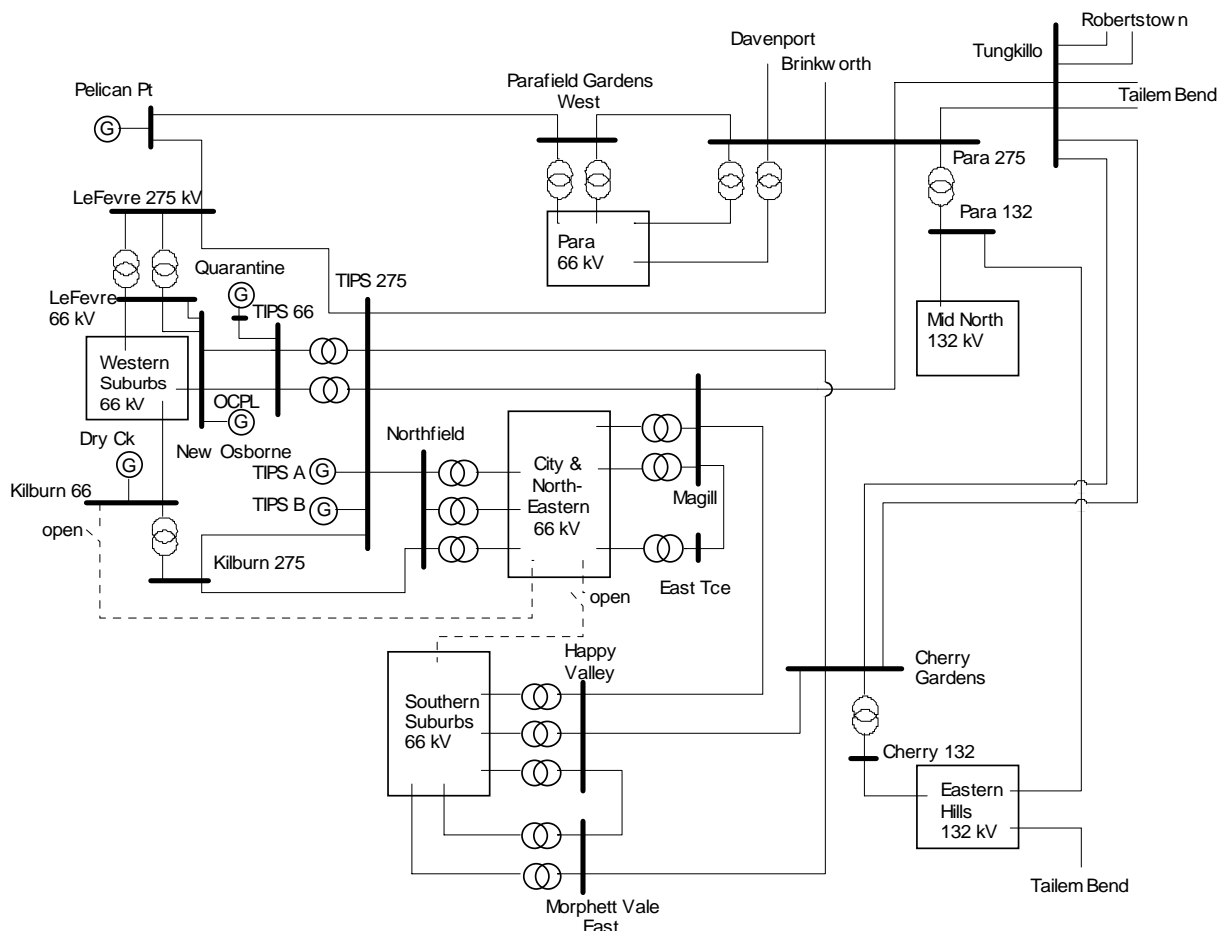 Robertstown
Davenport
Brinkworth
Tungkillo
Parafield Gardens
West
Pelican Pt
G
Tailem Bend
Para 275
LeFevre 275 kV
Para 132
Para
66 kV
Quarantine
G
TIPS 275
LeFevre
66 kV
TIPS 66
Mid North
132 kV
Western
Suburbs
66 kV
OCPL
G
New Osborne
Dry Ck
G
Northfield
TIPS A
G
City &
North-
Eastern
66 kV
Magill
Kilburn 66
TIPS B
G
open
Kilburn 275
East Tce
open
Happy
Valley
Cherry
Gardens
Southern
Suburbs
66 kV
Cherry 132
Eastern
Hills
132 kV
Tailem Bend
Morphett Vale
East